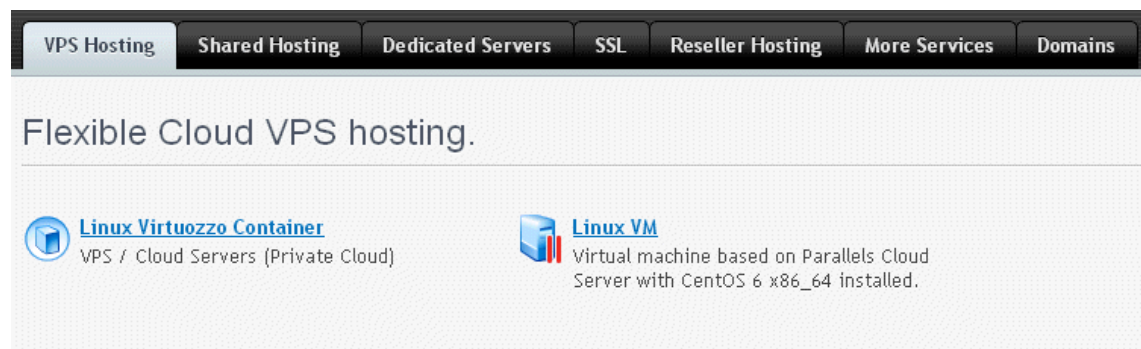 VPS Hosting Shared Hosting Dedicated Servers SSL Reseller Hosting More Services Domains
Flexible Cloud VPS hosting.
Linux Virtuozzo Container
VPS / Cloud Servers (Private Cloud)
Linux VM
Virtual machine based on Parallels Cloud
Server with CentOS 6 x86_64 installed.